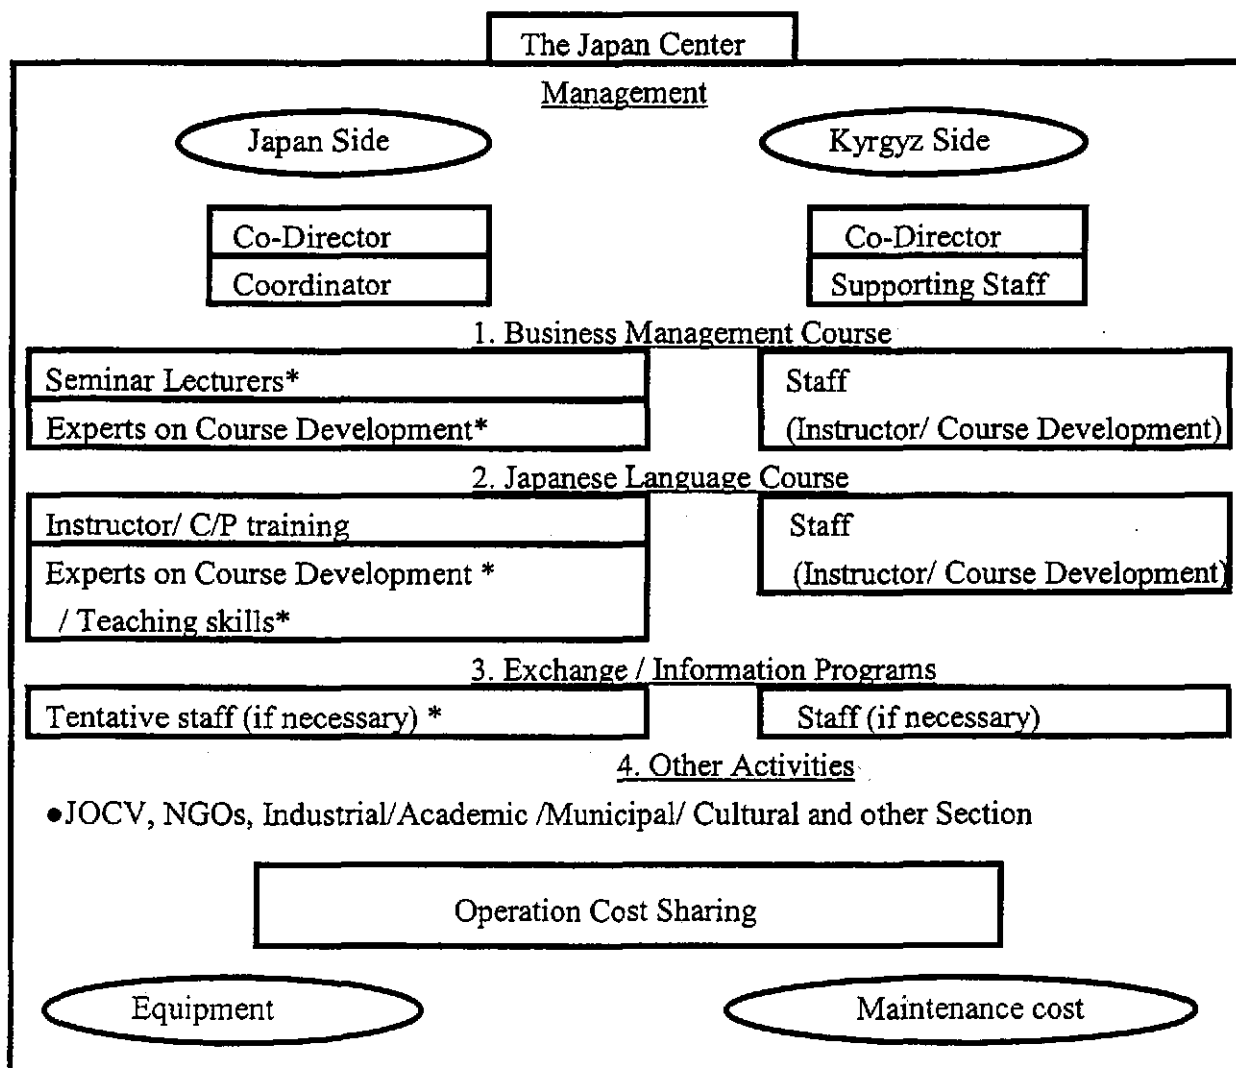 The Japan Center
Management
Japan Side
Kyrgyz Side
Co-Director
Co-Director
Coordinator
Supporting Staff
1. Business Management Course
Seminar Lecturers*
Staff
Experts on Course Development*
(Instructor/ Course Development)
2. Japanese Language Course
Instructor/ C/P training
Staff
Experts on Course Development *
(Instructor/ Course Development)
/ Teaching skills*
3. Exchange / Information Programs
Tentative staff (if necessary) *
Staff (if necessary)
4. Other Activities
●JOCV, NGOs, Industrial/Academic /Municipal/ Cultural and other Section
Operation Cost Sharing
Equipment
Maintenance cost